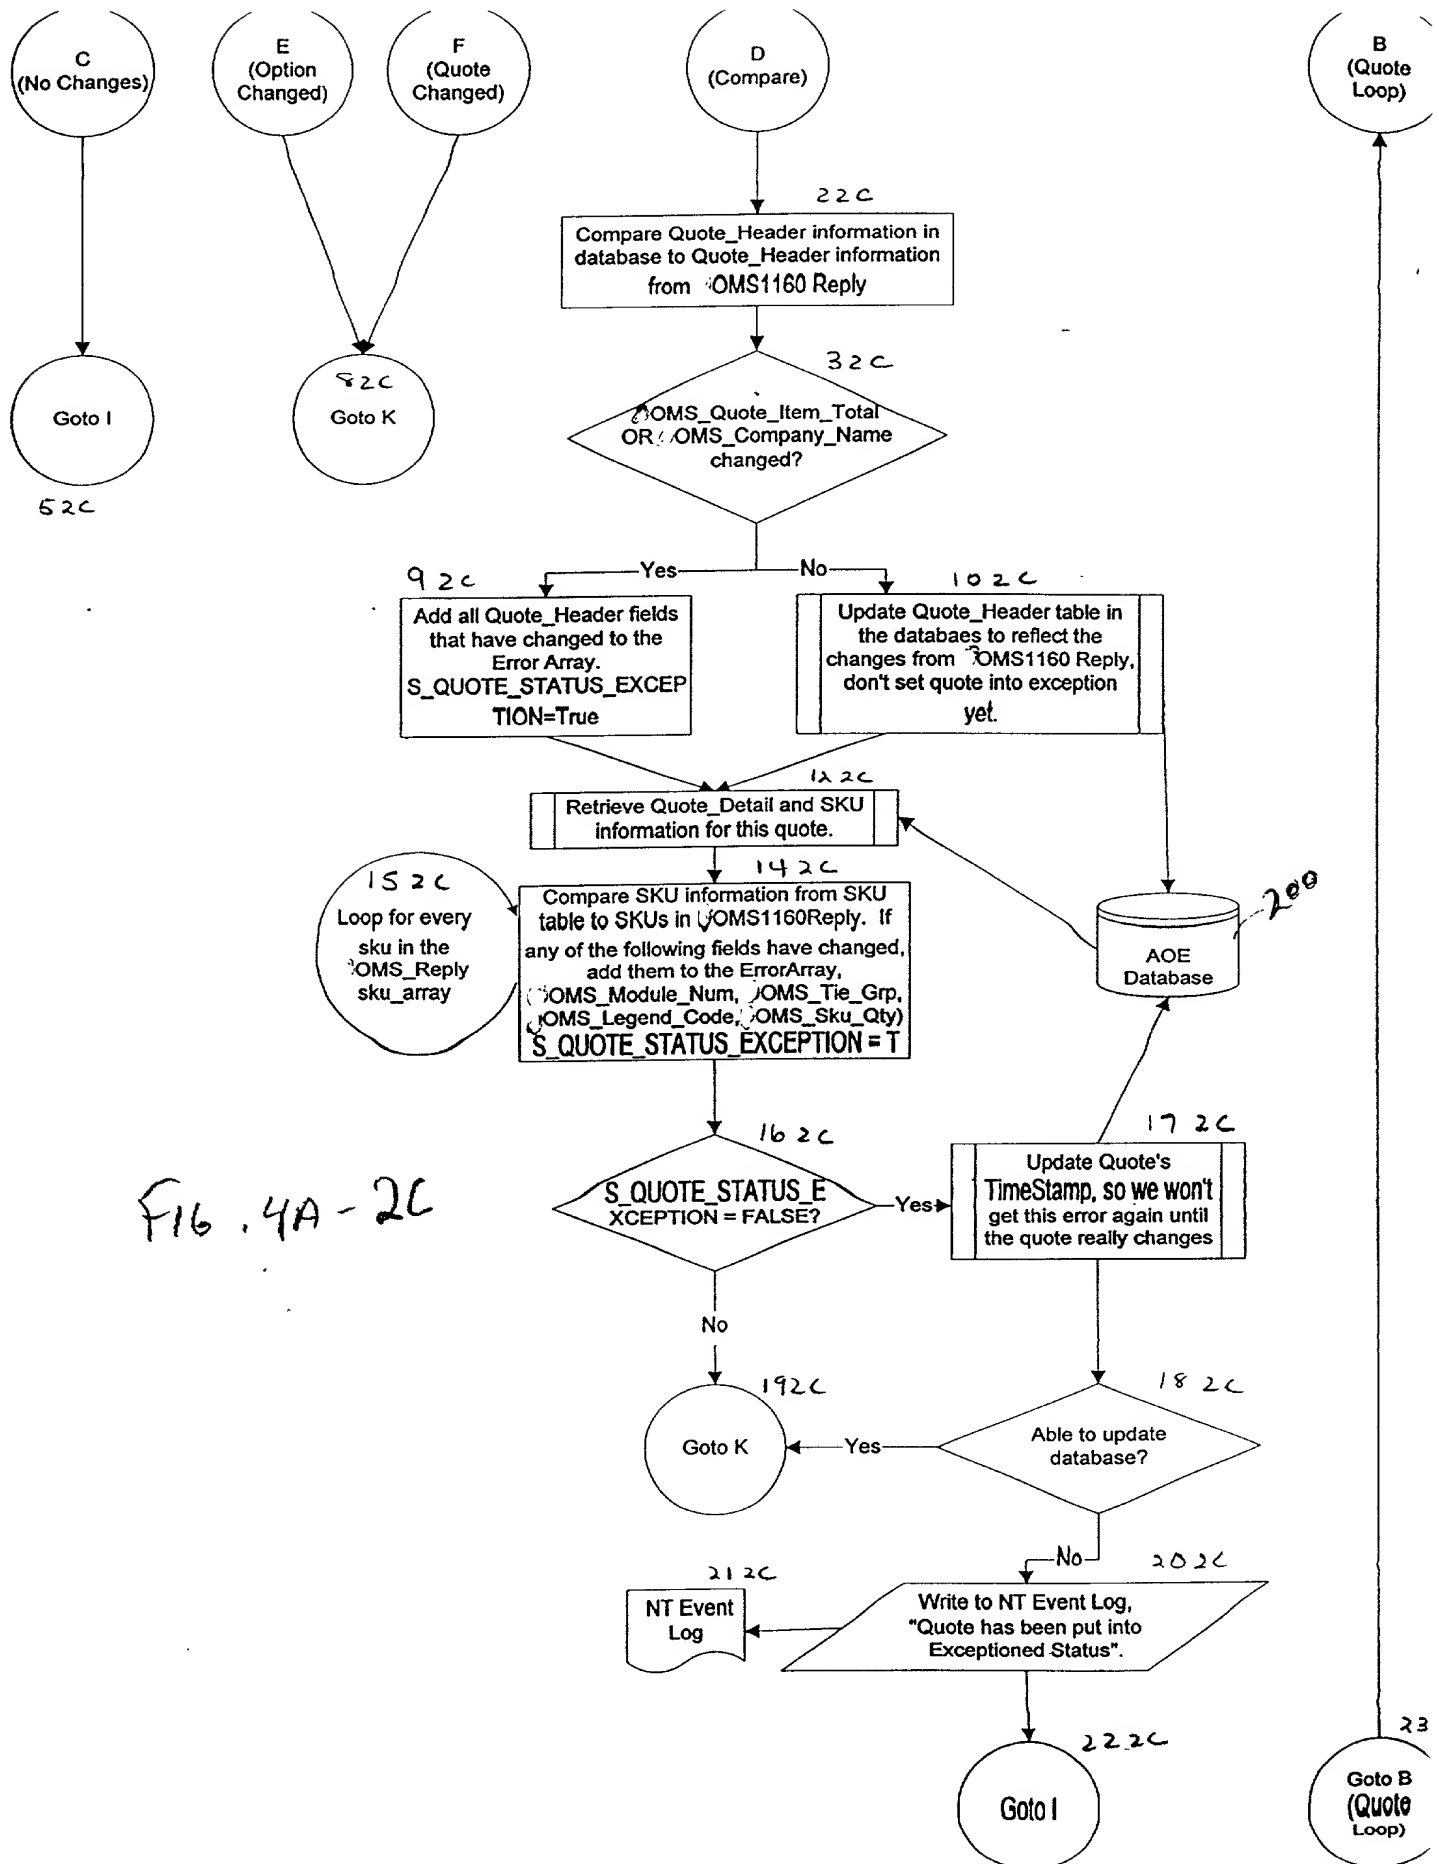 C
(No Changes)
E
(Option
Changed)
F
(Quote
Changed)
D
(Compare)
B
(Quote
Loop)
22C
Compare Quote_Header information in
database to Quote_Header information
from OMS1160 Reply
32C
OMS_Quote_Item_Total
OR OMS_Company_Name
changed?
Goto I
52C
82C
Goto K
Yes
No
92C
Add all Quote_Header fields
that have changed to the
Error Array.
S_QUOTE_STATUS_EXCEP
TION=True
102C
Update Quote_Header table in
the databaes to reflect the
changes from OMS1160 Reply,
don't set quote into exception
yet.
122C
Retrieve Quote_Detail and SKU
information for this quote.
142C
Compare SKU information from SKU
table to SKUs in OMS1160Reply. If
any of the following fields have changed,
add them to the ErrorArray,
OMS_Module_Num, OMS_Tie_Grp,
OMS_Legend_Code, OMS_Sku_Qty)
S_QUOTE_STATUS_EXCEPTION = T
152C
Loop for every
sku in the
OMS_Reply
sku_array
200
AOE
Database
162C
S_QUOTE_STATUS_E
XCEPTION = FALSE?
Yes
172C
Update Quote's
TimeStamp, so we won't
get this error again until
the quote really changes
FIG. 4A-2C
No
192C
Goto K
Yes
182C
Able to update
database?
No
202C
Write to NT Event Log,
"Quote has been put into
Exceptioned Status".
212C
NT Event
Log
222C
Goto I
23
Goto B
(Quote
Loop)